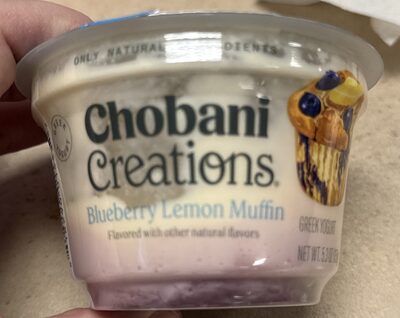 ONLY NATURAL INGREDIENTS
Chobani
Creations®
Blueberry Lemon Muffin
Flavored with other natural flavors
GREEK YOGURT
NET WT. 5.3 OZ